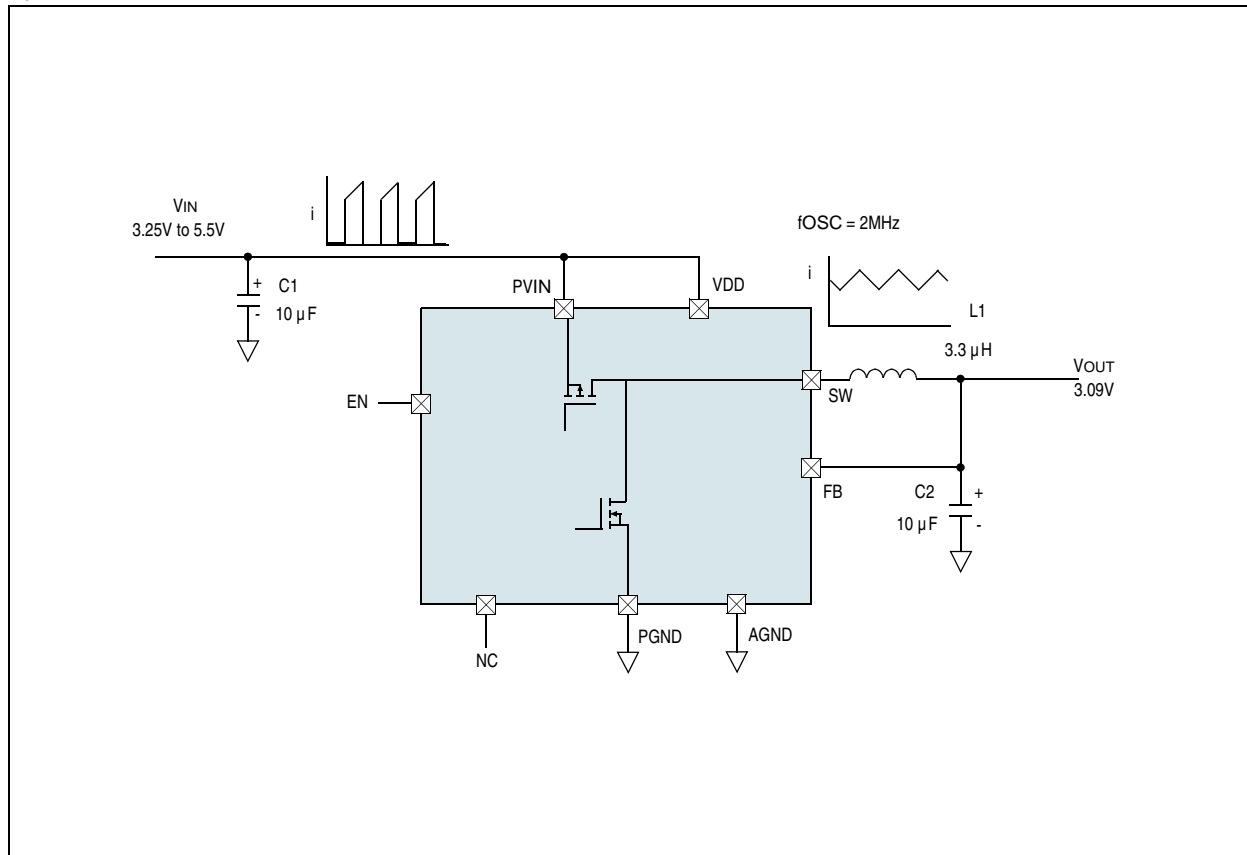 VIN
3.25V to 5.5V
i
fOSC = 2MHz
+
C1
-
10 µF
PVIN
VDD
i
L1
3.3 µH
VOUT
3.09V
EN
SW
FB
C2
+
10 µF
-
NC
PGND
AGND